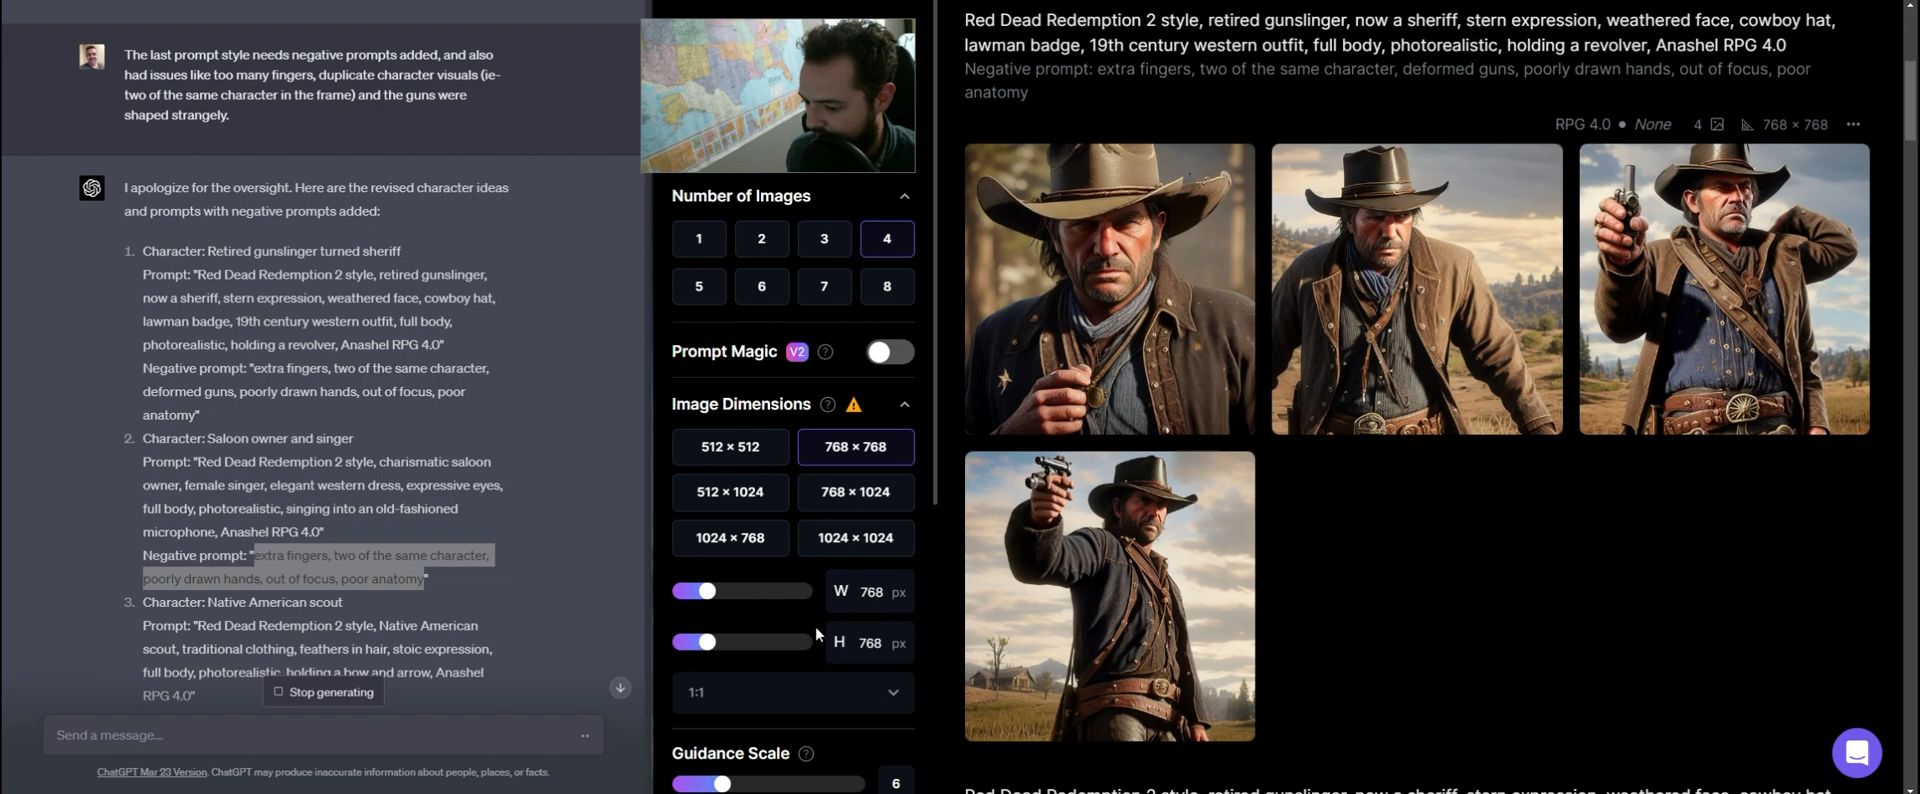 The last prompt style needs negative prompts added, and also
had issues like too many fingers, duplicate character visuals (ie-
two of the same character in the frame) and the guns were
shaped strangely.
I apologize for the oversight. Here are the revised character ideas
and prompts with negative prompts added:
1. Character: Retired gunslinger turned sheriff
Prompt: "Red Dead Redemption 2 style, retired gunslinger,
now a sheriff, stern expression, weathered face, cowboy hat,
lawman badge, 19th century western outfit, full body,
photorealistic, holding a revolver, Anashel RPG 4.0"
Negative prompt: "extra fingers, two of the same character,
deformed guns, poorly drawn hands, out of focus, poor
anatomy"
2. Character: Saloon owner and singer
Prompt: "Red Dead Redemption 2 style, charismatic saloon
owner, female singer, elegant western dress, expressive eyes,
full body, photorealistic, singing into an old-fashioned
microphone, Anashel RPG 4.0"
Negative prompt: "extra fingers, two of the same character,
poorly drawn hands, out of focus, poor anatomy"
3. Character: Native American scout
Prompt: "Red Dead Redemption 2 style, Native American
scout, traditional clothing, feathers in hair, stoic expression,
full body, photorealistic, holding a bow and arrow, Anashel
RPG 4.0"
Stop generating
Send a message...
ChatGPT Mar 23 Version. ChatGPT may produce inaccurate information about people, places, or facts.
Number of Images
1 2 3 4
5 6 7 8
Prompt Magic V2
Image Dimensions
512 × 512 768 × 768
512 × 1024 768 × 1024
1024 × 768 1024 × 1024
W 768 px
H 768 px
1:1
Guidance Scale
6
Red Dead Redemption 2 style, retired gunslinger, now a sheriff, stern expression, weathered face, cowboy hat,
lawman badge, 19th century western outfit, full body, photorealistic, holding a revolver, Anashel RPG 4.0
Negative prompt: extra fingers, two of the same character, deformed guns, poorly drawn hands, out of focus, poor
anatomy
RPG 4.0 • None 4 768 × 768
Red Dead Redemption 2 style, retired gunslinger, now a sheriff, stern expression, weathered face, cowboy hat,